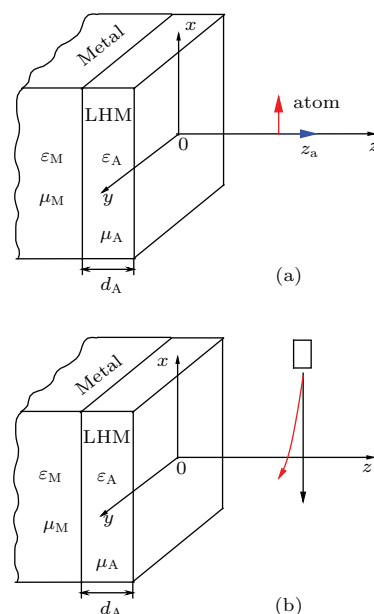 x
Metal
LHM
atom
ε_M
ε_A
0
z_a
z
μ_M
y
μ_A
d_A
(a)
Metal
x
LHM
ε_M
ε_A
0
z
μ_M
y
μ_A
d_A
(b)